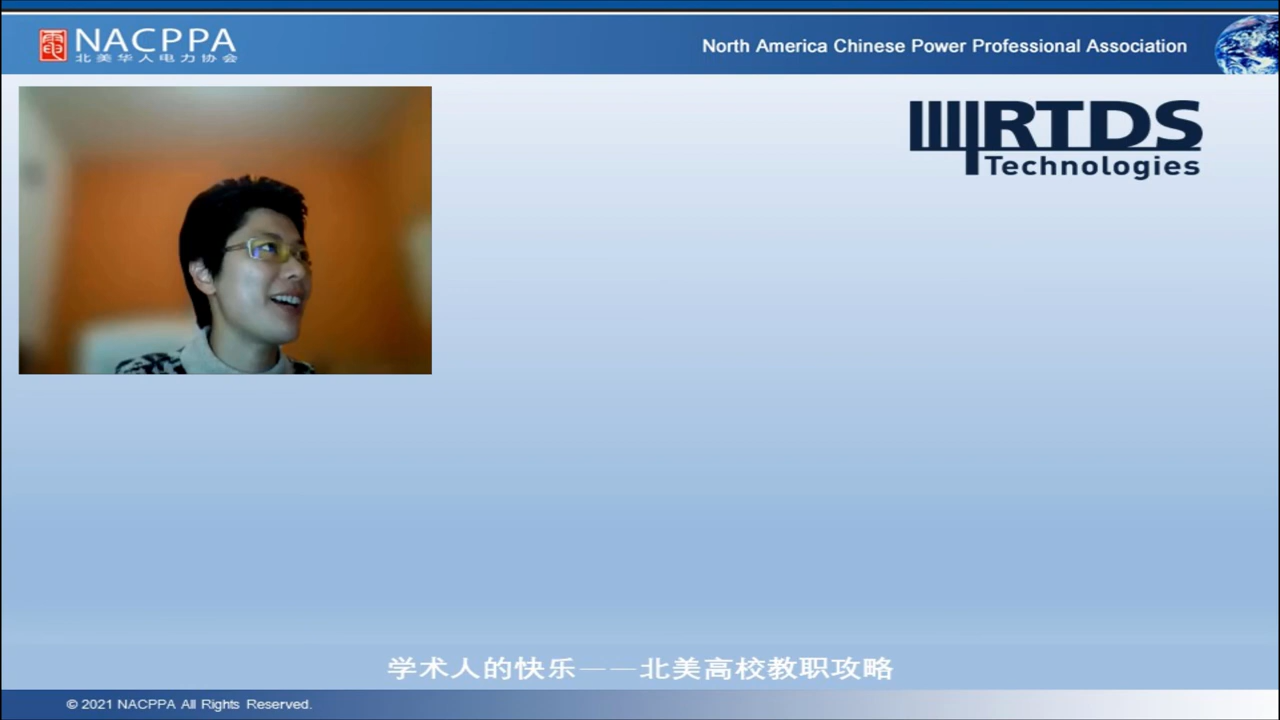 NACPPA
北美华人电力协会
North America Chinese Power Professional Association
RTDS
Technologies
学术人的快乐——北美高校教职攻略
© 2021 NACPPA All Rights Reserved.